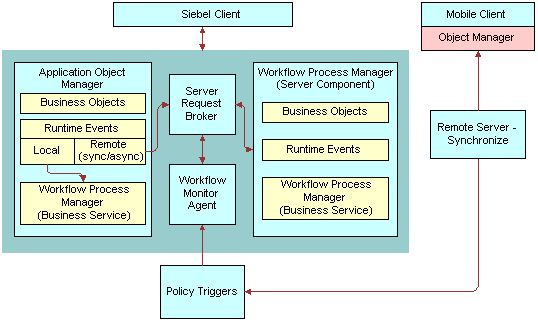 Siebel Client
Mobile Client
Object Manager
Application Object
Manager
Business Objects
Runtime Events
Local
Remote
(sync/async)
Workflow Process
Manager
(Business Service)
Server
Request
Broker
Workflow
Monitor
Agent
Workflow Process Manager
(Server Component)
Business Objects
Runtime Events
Workflow Process
Manager
(Business Service)
Remote Server -
Synchronize
Policy Triggers